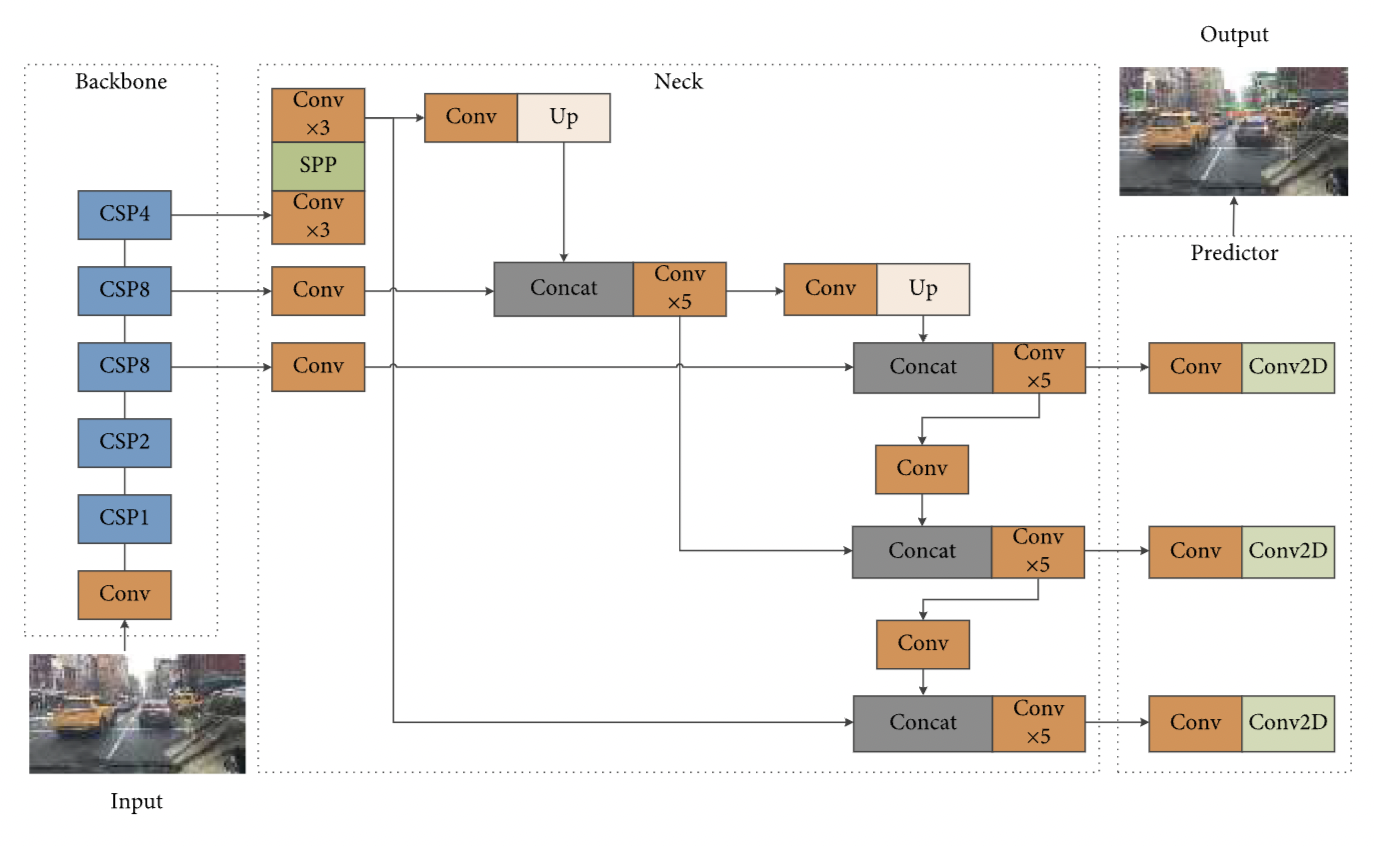 Output
Backbone
Neck
Predictor
Conv
×3
SPP
Conv
×3
Conv
Up
CSP4
CSP8
Conv
Concat
Conv
×5
Conv
Up
CSP8
Conv
Concat
Conv
×5
Conv
Conv2D
CSP2
Conv
CSP1
Concat
Conv
×5
Conv
Conv2D
Conv
Conv
Concat
Conv
×5
Conv
Conv2D
Input